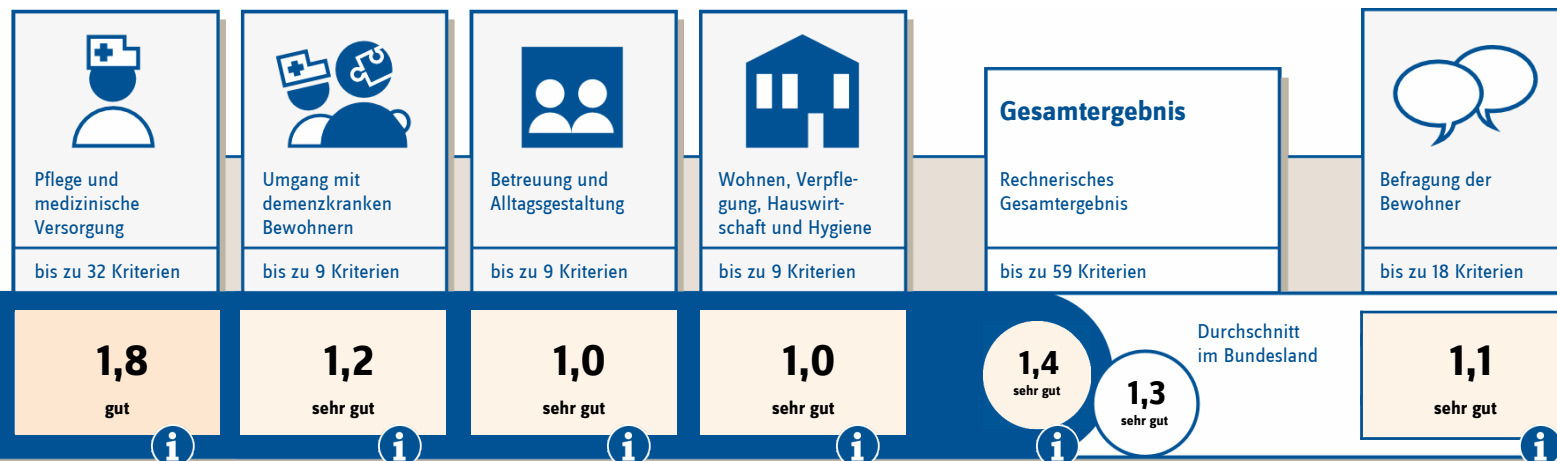 Pflege und
medizinische
Versorgung
bis zu 32 Kriterien
1,8
gut
i
Umgang mit
demenzkranken
Bewohnern
bis zu 9 Kriterien
1,2
sehr gut
i
Betreuung und
Alltagsgestaltung
bis zu 9 Kriterien
1,0
sehr gut
i
Wohnen, Verpfle-
gung, Hauswirt-
schaft und Hygiene
bis zu 9 Kriterien
1,0
sehr gut
i
Gesamtergebnis
Rechnerisches
Gesamtergebnis
bis zu 59 Kriterien
1,4
sehr gut
i
Durchschnitt
im Bundesland
1,3
sehr gut
Befragung der
Bewohner
bis zu 18 Kriterien
1,1
sehr gut
i